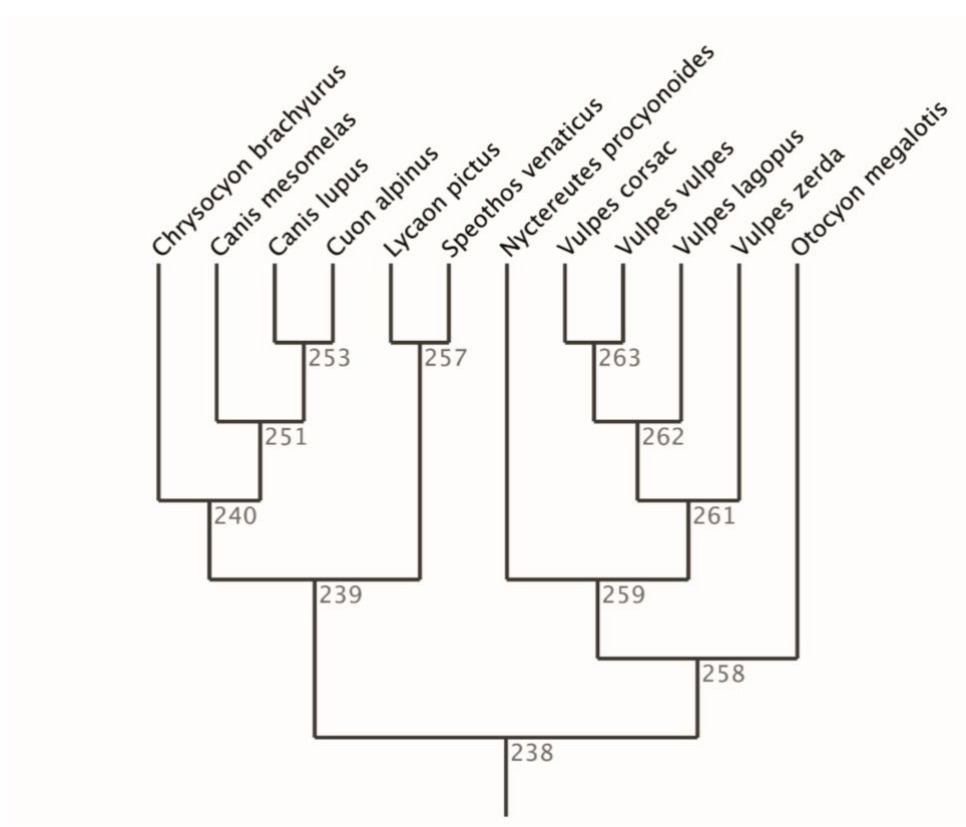 Chrysocyon brachyurus
Canis mesomelas
Canis lupus
Cuon alpinus
Lycaon pictus
Speothos venaticus
Nyctereutes procyonoides
Vulpes corsac
Vulpes vulpes
Vulpes lagopus
Vulpes zerda
Otocyon megalotis
253
257
263
251
262
240
261
239
259
258
238